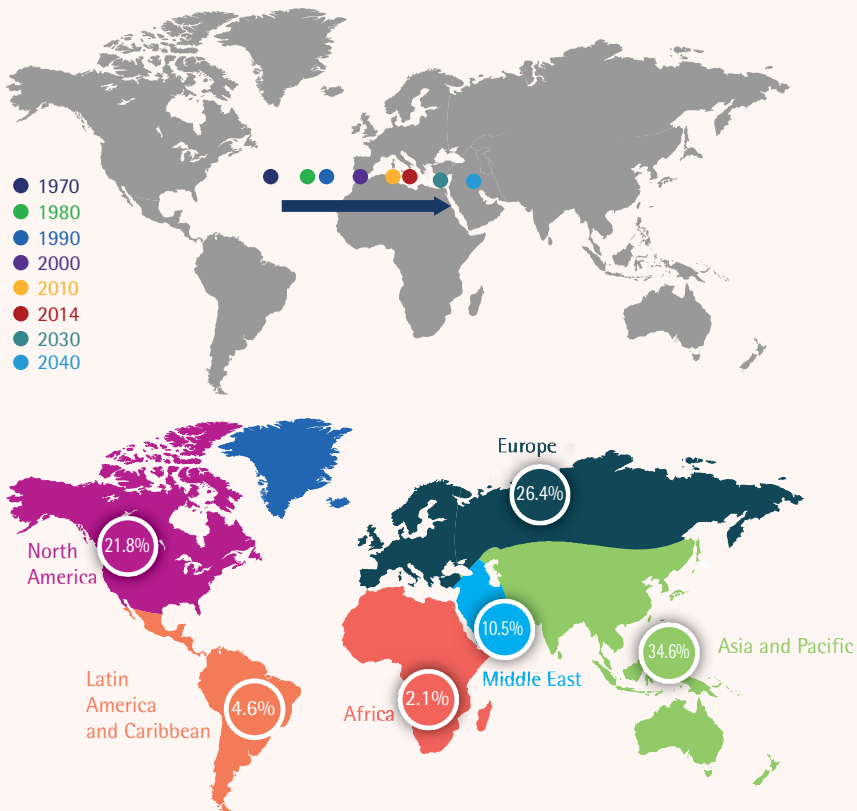 1970
1980
1990
2000
2010
2014
2030
2040
Europe
26.4%
21.8%
North
America
10.5%
34.6%
Asia and Pacific
Middle East
Latin
America
and Caribbean
4.6%
Africa
2.1%